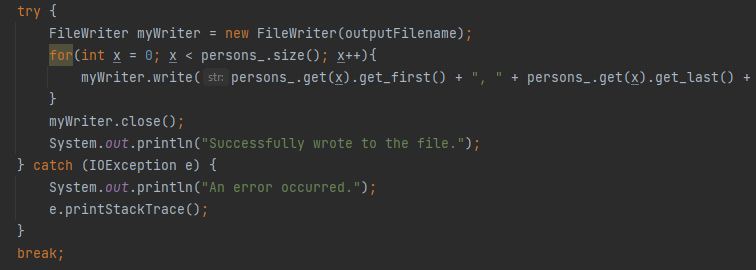 try {
FileWriter myWriter = new FileWriter(outputFilename);
for(int x = 0; x < persons_.size(); x++){
myWriter.write( str: persons_.get(x).get_first() + ", " + persons_.get(x).get_last() +
}
myWriter.close();
System.out.println("Successfully wrote to the file.");
} catch (IOException e) {
System.out.println("An error occurred.");
e.printStackTrace();
}
break;